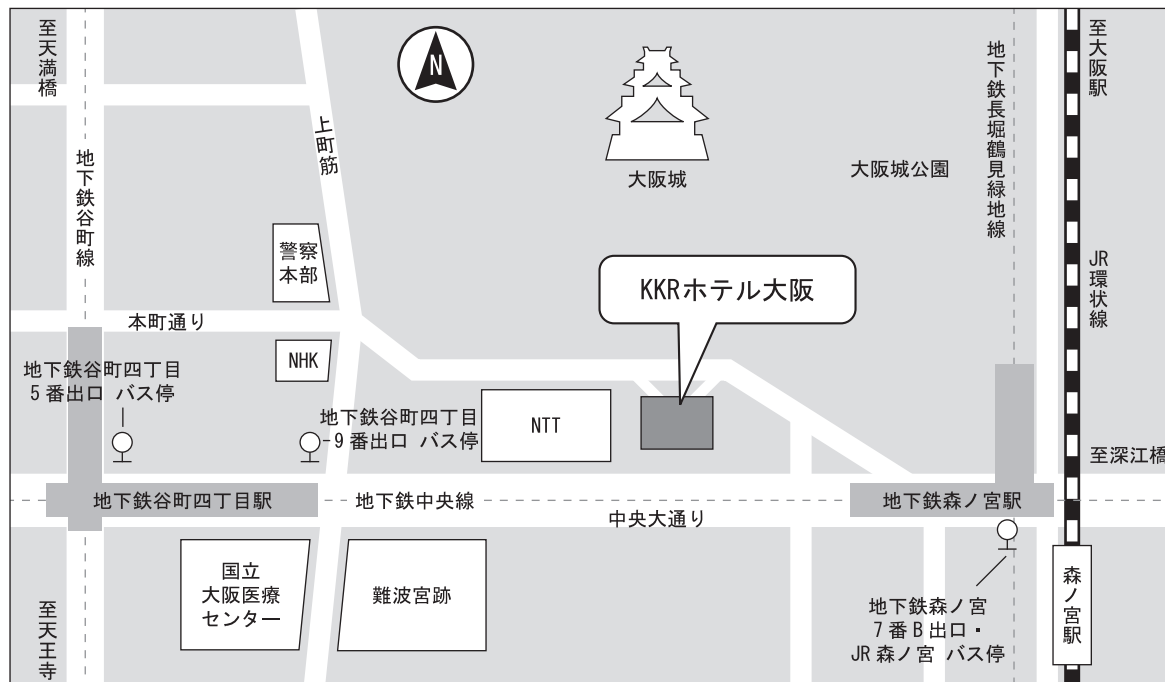 至天満橋
N
上町筋
地下鉄谷町線
大阪城
大阪城公園
地下鉄長堀鶴見緑地線
至大阪駅
JR環状線
警察
本部
KKRホテル大阪
本町通り
NHK
地下鉄谷町四丁目
5番出口 バス停
地下鉄谷町四丁目
-9番出口 バス停
NTT
至深江橋
地下鉄谷町四丁目駅
地下鉄中央線
中央大通り
地下鉄森ノ宮駅
国立
大阪医療
センター
難波宮跡
地下鉄森ノ宮
7番B出口・
JR森ノ宮 バス停
森ノ宮駅
至天王寺